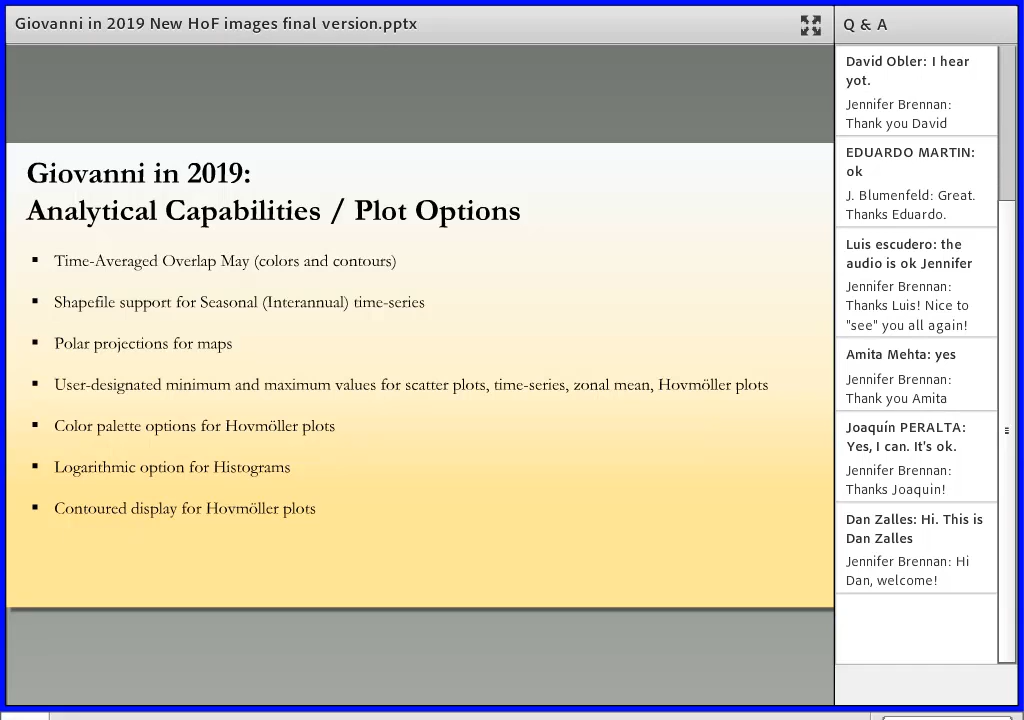 Giovanni in 2019 New HoF images final version.pptx
Giovanni in 2019:
Analytical Capabilities / Plot Options
▪ Time-Averaged Overlap May (colors and contours)
▪ Shapefile support for Seasonal (Interannual) time-series
▪ Polar projections for maps
▪ User-designated minimum and maximum values for scatter plots, time-series, zonal mean, Hovmöller plots
▪ Color palette options for Hovmöller plots
▪ Logarithmic option for Histograms
▪ Contoured display for Hovmöller plots
Q & A
David Obler: I hear
yot.
Jennifer Brennan:
Thank you David
EDUARDO MARTIN:
ok
J. Blumenfeld: Great.
Thanks Eduardo.
Luis escudero: the
audio is ok Jennifer
Jennifer Brennan:
Thanks Luis! Nice to
"see" you all again!
Amita Mehta: yes
Jennifer Brennan:
Thank you Amita
Joaquín PERALTA:
Yes, I can. It's ok.
Jennifer Brennan:
Thanks Joaquin!
Dan Zalles: Hi. This is
Dan Zalles
Jennifer Brennan: Hi
Dan, welcome!